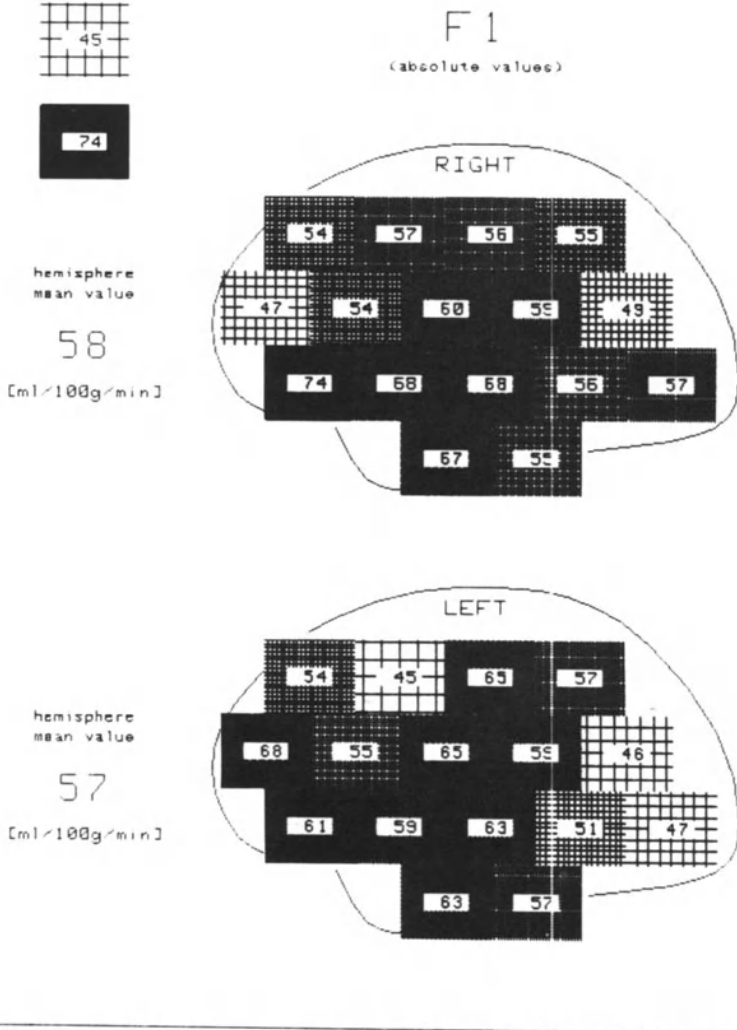 45
F1
(absolute values)
74
RIGHT
54 57 56 55
hemisphere
mean value
47 54 60 59 49
58
[ml/100g/min]
74 68 68 56 57
67 55
LEFT
54 45 65 57
hemisphere
mean value
68 55 65 59 46
57
[ml/100g/min]
61 59 63 51 47
63 57